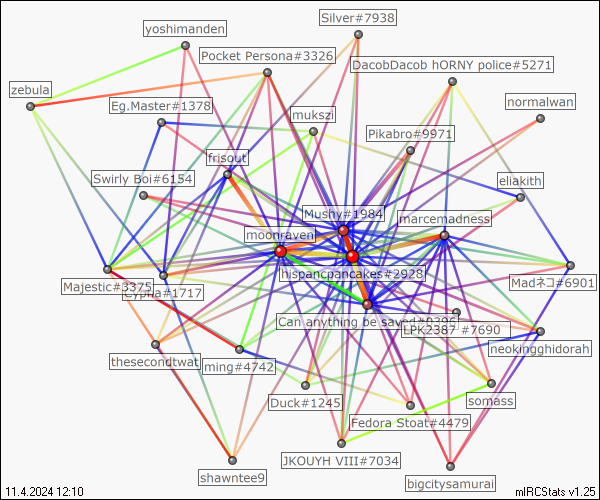 Silver#7938
yoshimanden
Pocket Persona#3326
DacobDacob hORNY police#5271
zebula
Eg.Master#1378
normalwan
mukszi
Pikabro#9971
frisout
Swirly Boi#6154
eliakith
Mushy#1984
marcemadness
moonraven
hispancpancakes#2928
Majestic#3375
Madネコ#6901
#1717
Can anything be saved
LPK2387 #7690
neokingghidorah
thesecondtwat
ming#4742
somass
Duck#1245
Fedora Stoat#4479
JKOUYH VIII#7034
shawntee9
bigcitysamurai
11.4.2024 12:10
mIRCStats v1.25